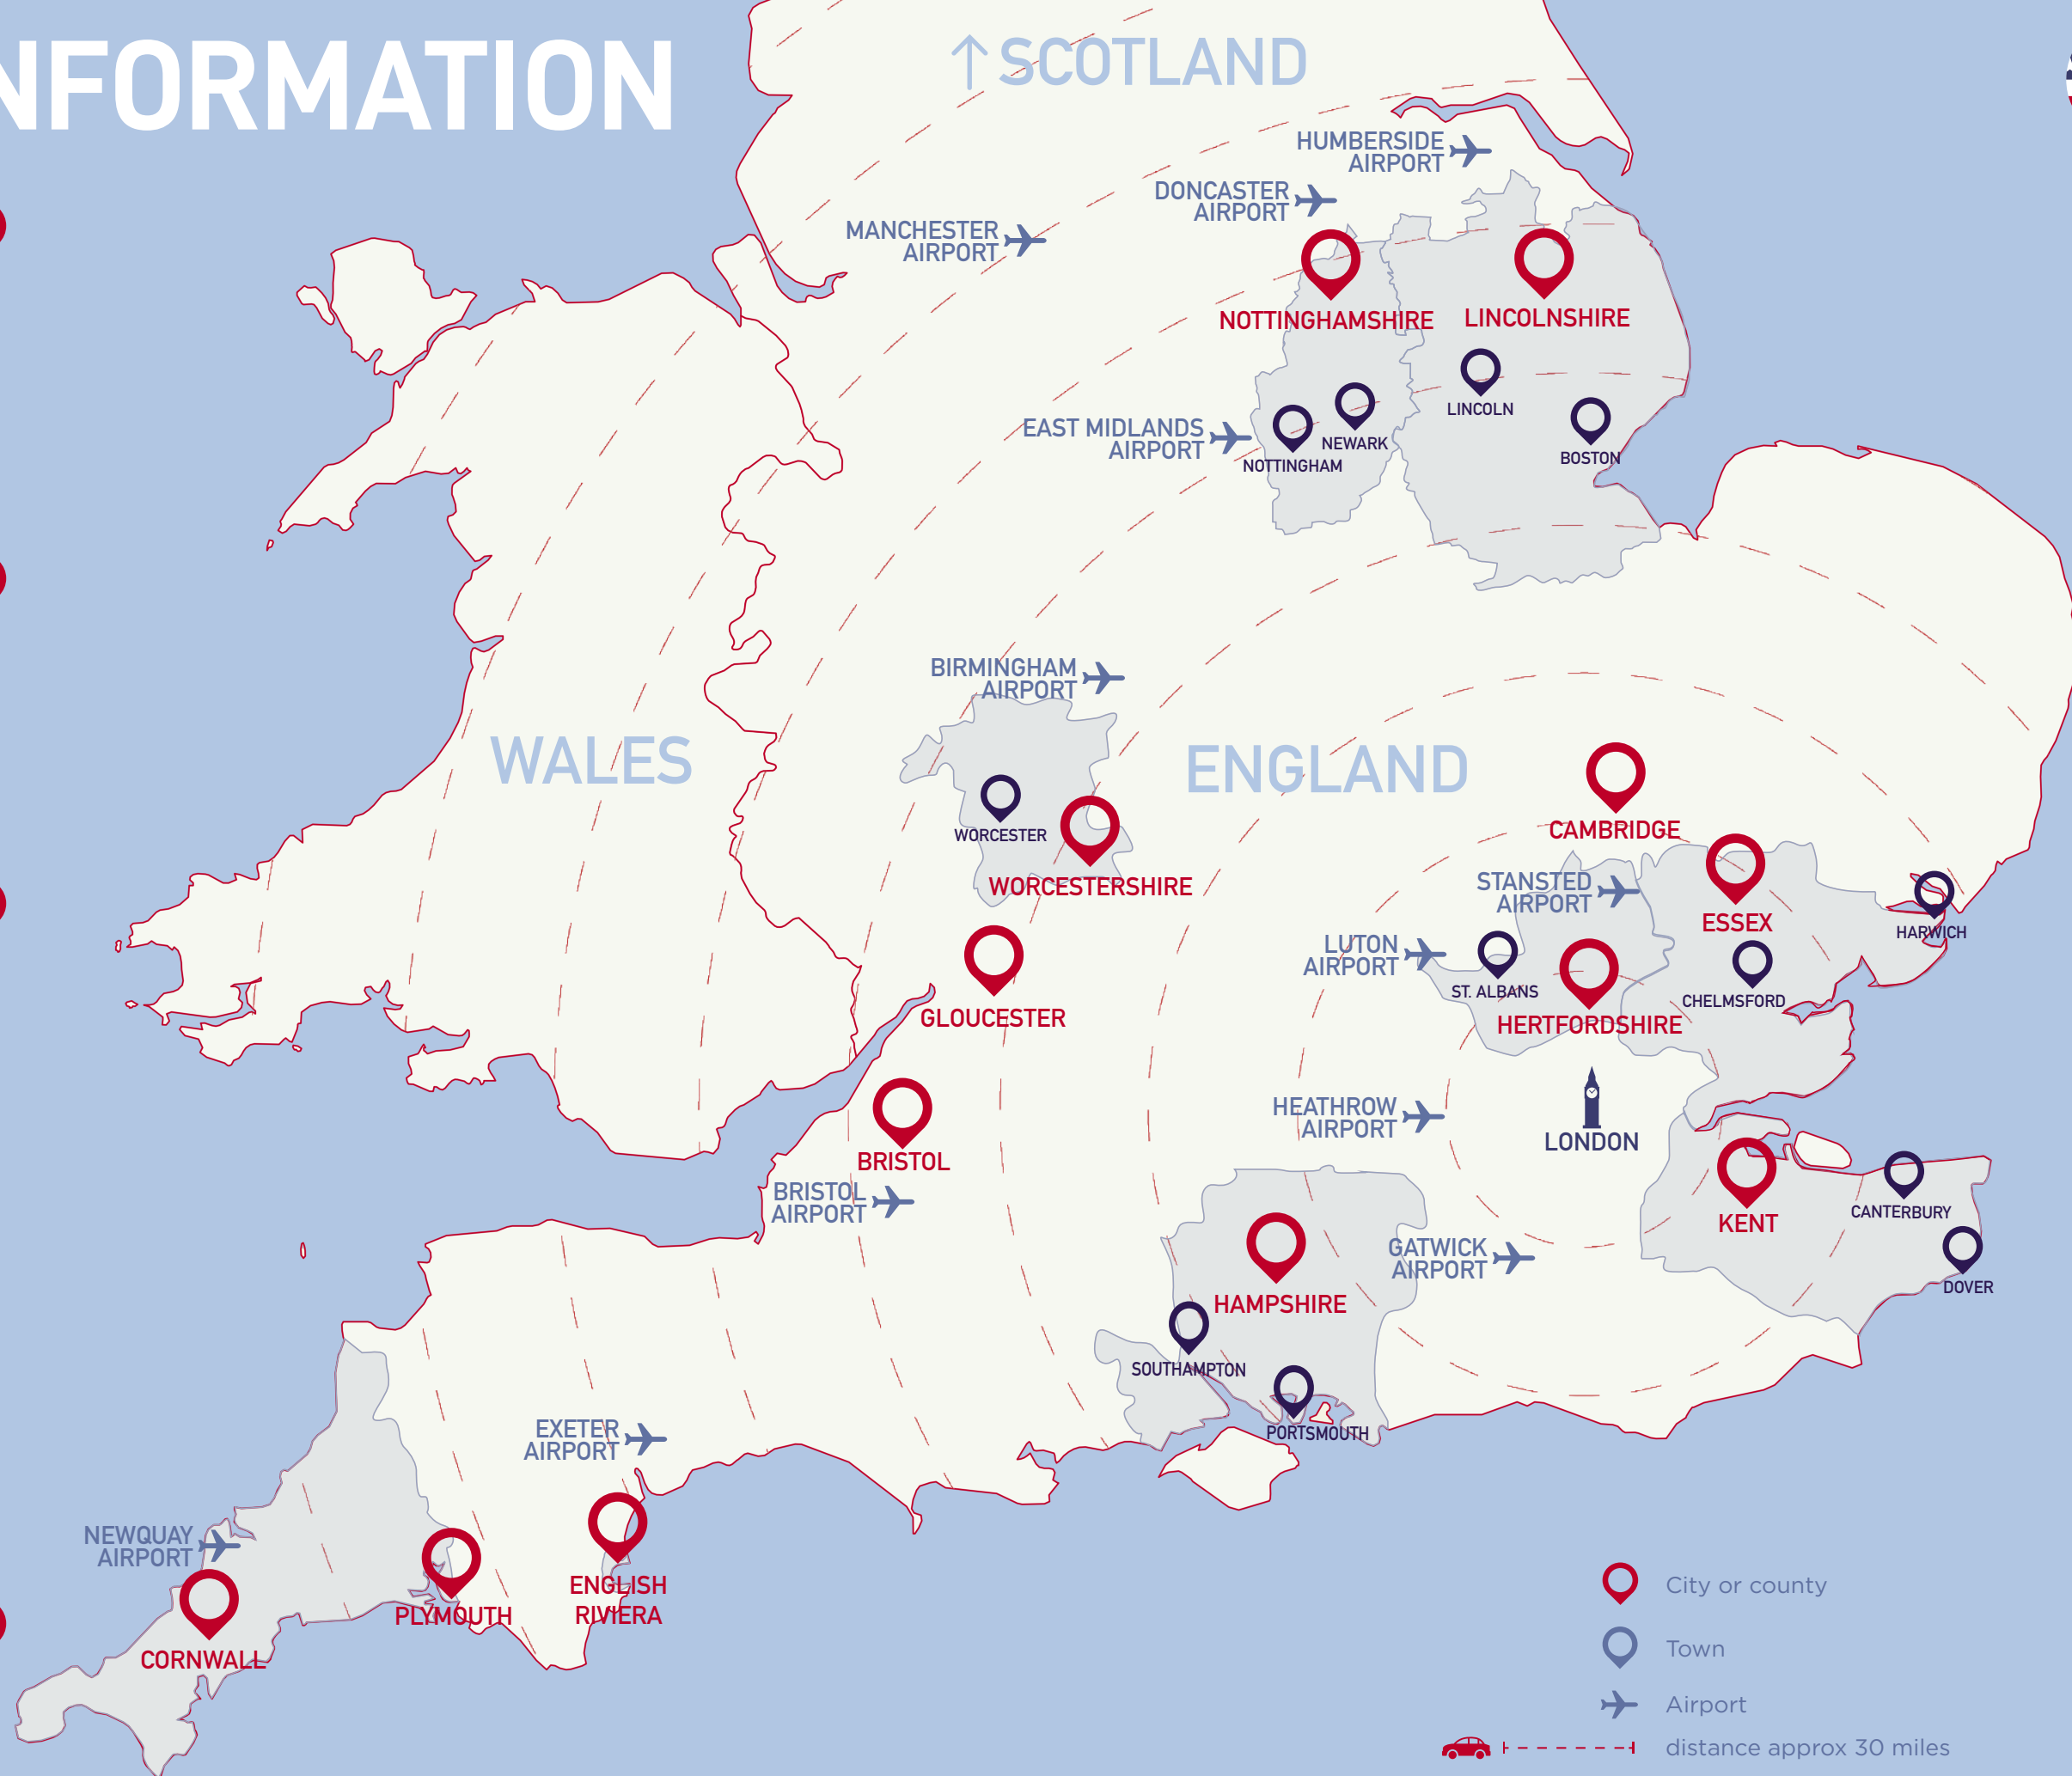 NFORMATION
SCOTLAND
HUMBERSIDE
AIRPORT
DONCASTER
AIRPORT
MANCHESTER
AIRPORT
NOTTINGHAMSHIRE
LINCOLNSHIRE
LINCOLN
EAST MIDLANDS
AIRPORT
NEWARK
NOTTINGHAM
BOSTON
BIRMINGHAM
AIRPORT
WALES
ENGLAND
WORCESTER
CAMBRIDGE
WORCESTERSHIRE
STANSTED
AIRPORT
ESSEX
HARWICH
LUTON
AIRPORT
ST. ALBANS
CHELMSFORD
GLOUCESTER
HERTFORDSHIRE
HEATHROW
AIRPORT
LONDON
BRISTOL
BRISTOL
AIRPORT
KENT
CANTERBURY
GATWICK
AIRPORT
DOVER
HAMPSHIRE
SOUTHAMPTON
PORTSMOUTH
EXETER
AIRPORT
NEWQUAY
AIRPORT
ENGLISH
RIVIERA
PLYMOUTH
CORNWALL
City or county
Town
Airport
distance approx 30 miles